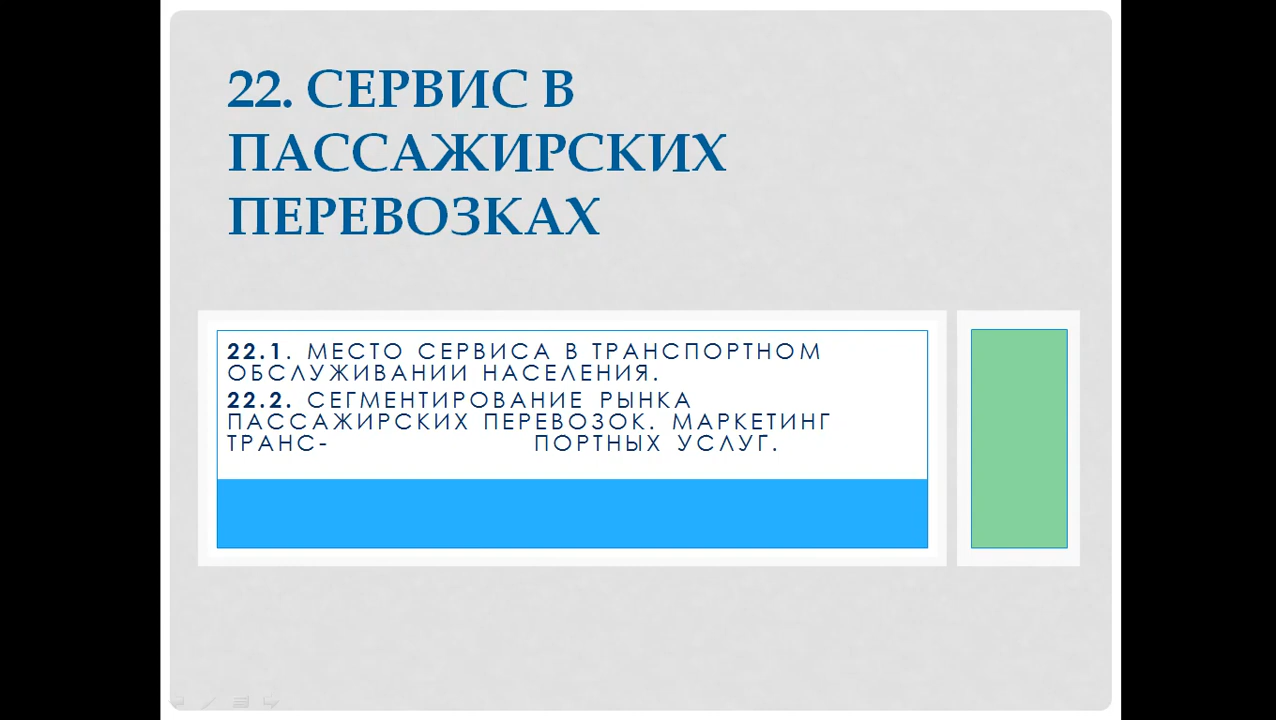 22. СЕРВИС В
ПАССАЖИРСКИХ
ПЕРЕВОЗКАХ
22.1. МЕСТО СЕРВИСА В ТРАНСПОРТНОМ
ОБСЛУЖИВАНИИ НАСЕЛЕНИЯ.
22.2. СЕГМЕНТИРОВАНИЕ РЫНКА
ПАССАЖИРСКИХ ПЕРЕВОЗОК. МАРКЕТИНГ
ТРАНС- ПОРТНЫХ УСЛУГ.